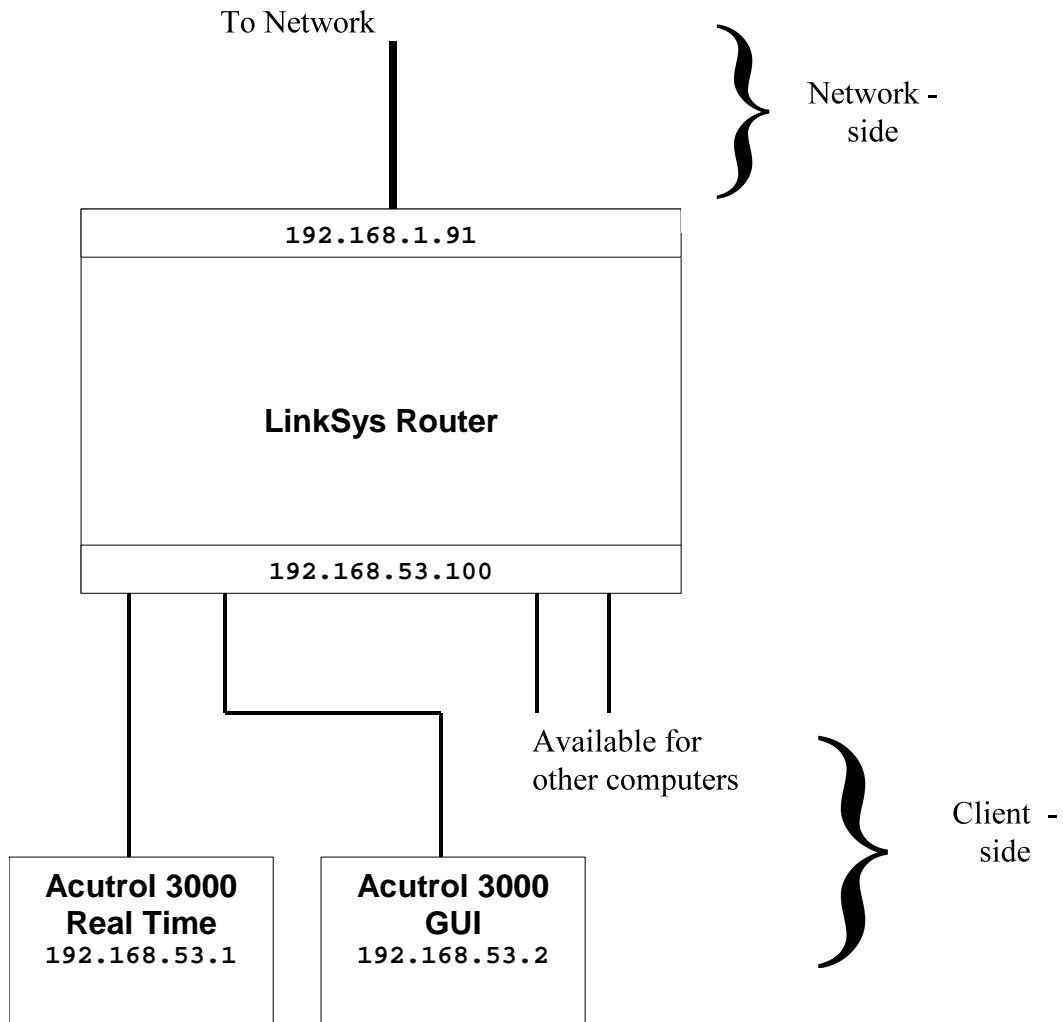 To Network
Network -
side
192.168.1.91
LinkSys Router
192.168.53.100
Available for
other computers
Client -
side
Acutrol 3000
Real Time
192.168.53.1
Acutrol 3000
GUI
192.168.53.2